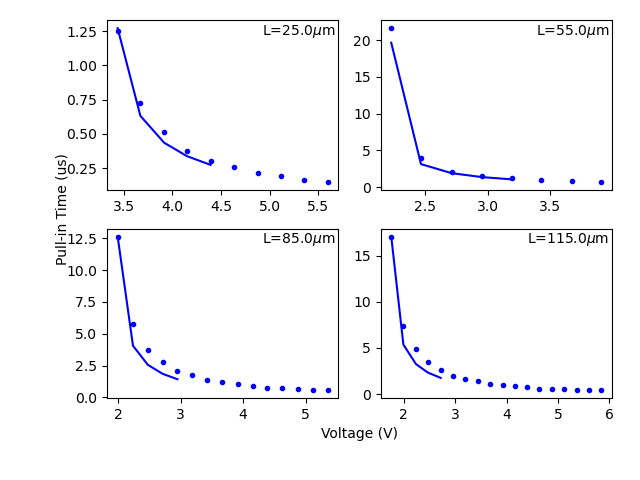 L=25.0μm
1.25
1.00
0.75
0.50
0.25
3.5 4.0 4.5 5.0 5.5
L=55.0μm
20
15
10
5
0
2.5 3.0 3.5
Pull-in Time (us)
L=85.0μm
12.5
10.0
7.5
5.0
2.5
0.0
2 3 4 5
L=115.0μm
15
10
5
0
2 3 4 5 6
Voltage (V)